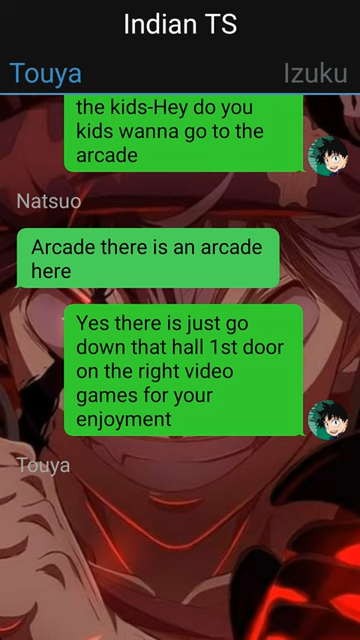 Indian TS
Touya
Izuku
the kids-Hey do you
kids wanna go to the
arcade
Natsuo
Arcade there is an arcade
here
Yes there is just go
down that hall 1st door
on the right video
games for your
enjoyment
Touya